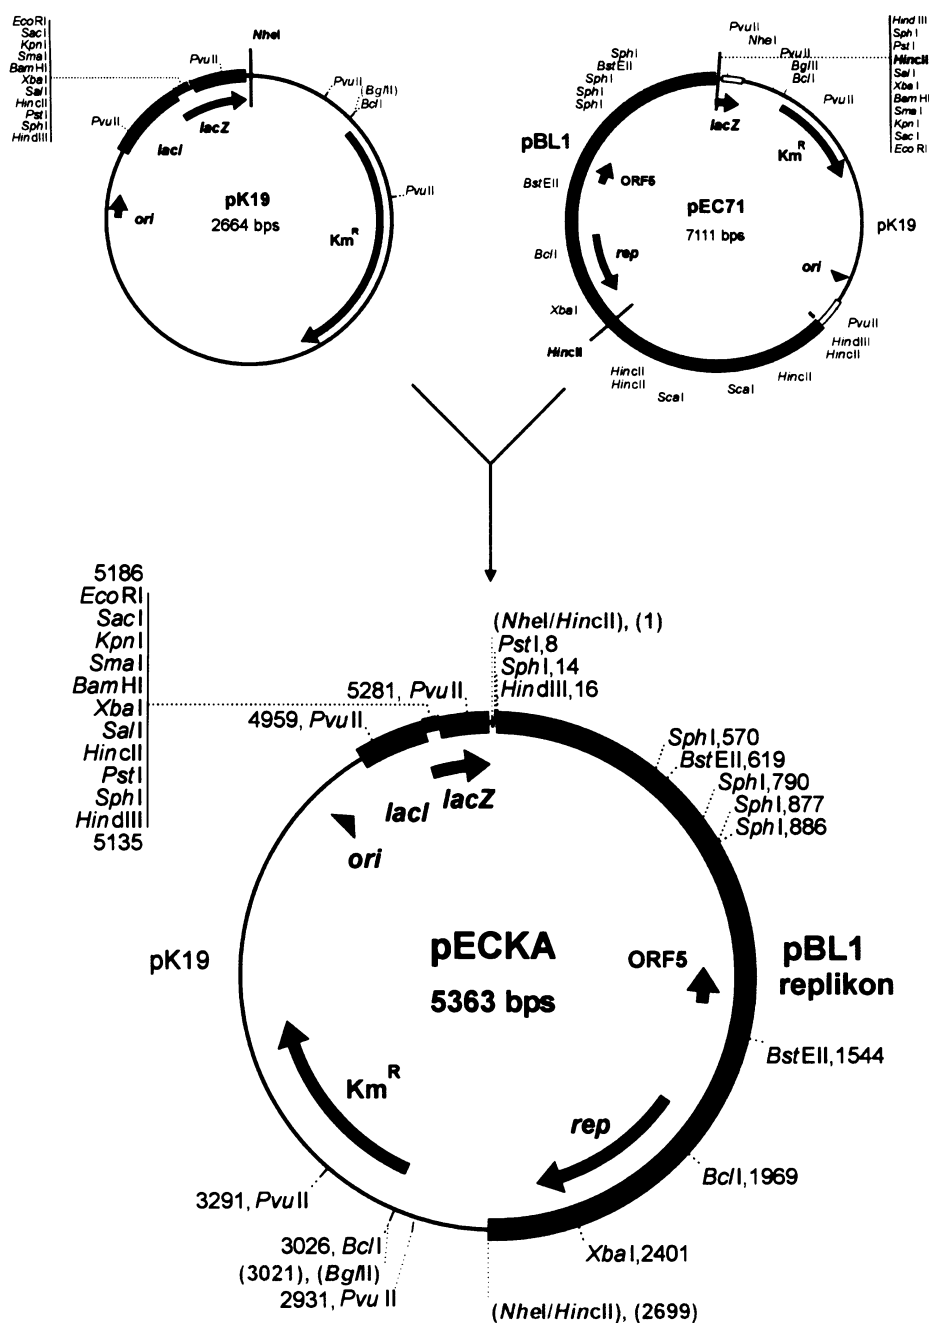 EcoRI
SacI
KpnI
SmaI
BamHI
XbaI
SalI
HincII
PstI
SphI
HindIII
PvuII
NheI
PvuII
(BglII)
BclI
PvuII
lacZ
lacI
ori
pK19
2664 bps
KmR
PvuII
NheI
SphI
BstEII
SphI
SphI
SphI
PvuII
BglII
BclI
PvuII
HindIII
SphI
PstI
HincII
SalI
XbaI
BamHI
SmaI
KpnI
SacI
EcoRI
lacZ
KmR
pBL1
BstEII
ORF5
pEC71
7111 bps
pK19
BclI
rep
ori
XbaI
HincII
PvuII
HindIII
HincII
HincII
HincII
ScaI
ScaI
HincII
5186
EcoRI
SacI
KpnI
SmaI
BamHI
XbaI
SalI
HincII
PstI
SphI
HindIII
5135
(NheI/HincII), (1)
PstI,8
SphI,14
HindIII,16
5281, PvuII
4959, PvuII
SphI,570
BstEII,619
SphI,790
SphI,877
SphI,886
lacI
lacZ
ori
pK19
pECKA
5363 bps
ORF5
pBL1
replikon
BstEII,1544
KmR
rep
BclI,1969
3291, PvuII
3026, BclI
(3021), (BglII)
2931, PvuII
XbaI,2401
(NheI/HincII), (2699)